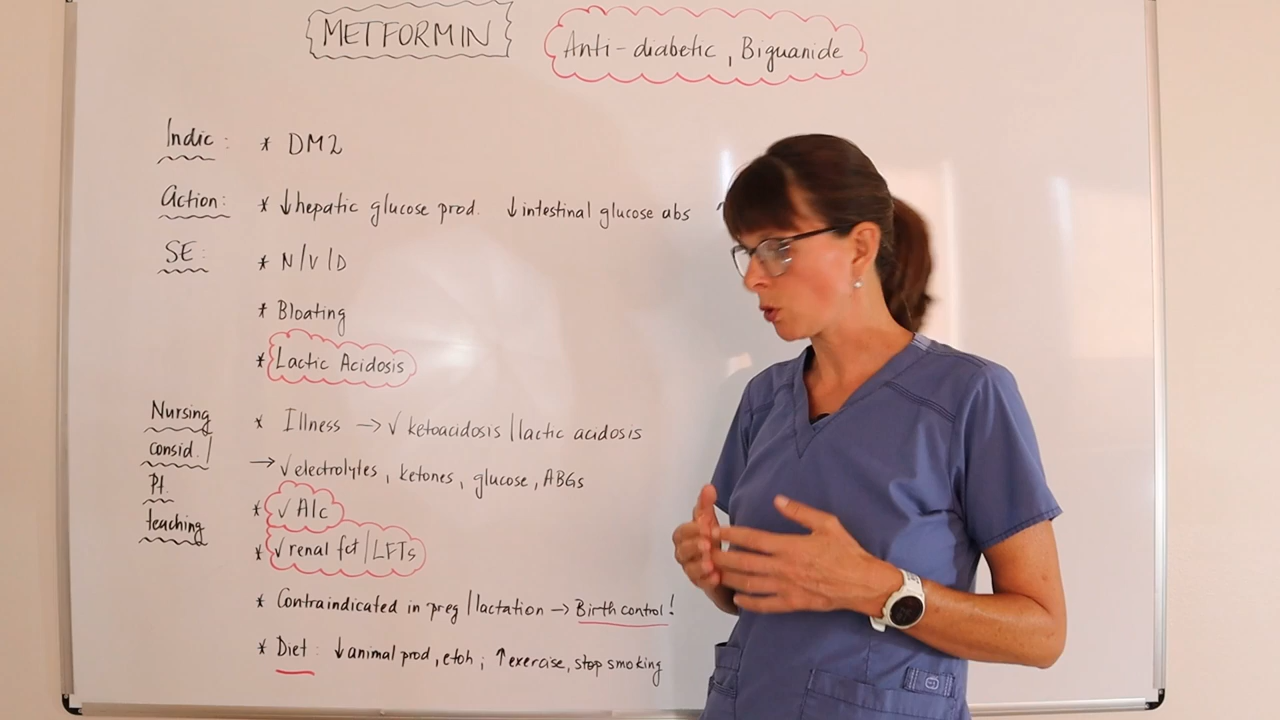 METFORMIN Anti-diabetic, Biguanide
Indic: * DM2
Action: * ↓hepatic glucose prod. ↓intestinal glucose abs
SE: * N/V/D
* Bloating
* Lactic Acidosis
Nursing
consid./
Pt.
teaching
* Illness → √ ketoacidosis/lactic acidosis
→ √electrolytes, ketones, glucose, ABGs
* √ A1c
* √ renal fct/LFTs
* Contraindicated in preg/lactation → Birth control!
* Diet: ↓animal prod, etoh; ↑exercise, stop smoking